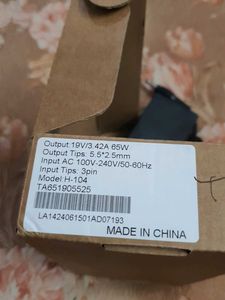 Output 19V/3.42A 65W
Output Tips: 5.5*2.5mm
Input AC 100V-240V/50-60Hz
Input Tips: 3pin
Model:H-104
TA651905525
LA1424061501AD07193
MADE IN CHINA